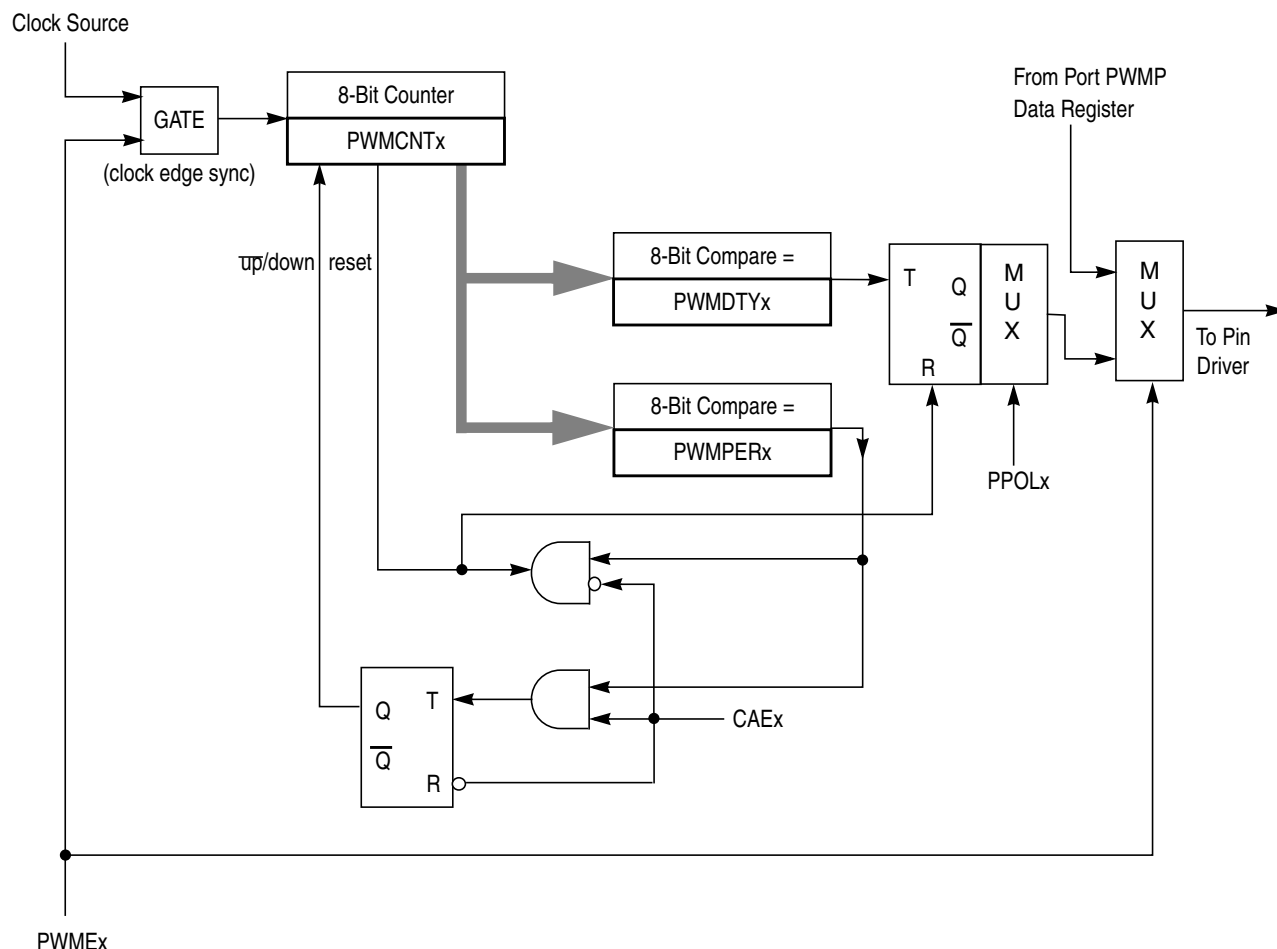 Clock Source
GATE
(clock edge sync)
8-Bit Counter
PWMCNTx
From Port PWMP
Data Register
up/down
reset
8-Bit Compare =
PWMDTYx
T
Q
Q
R
M
U
X
M
U
X
To Pin
Driver
8-Bit Compare =
PWMPERx
PPOLx
Q
T
Q
R
CAEx
PWMEx